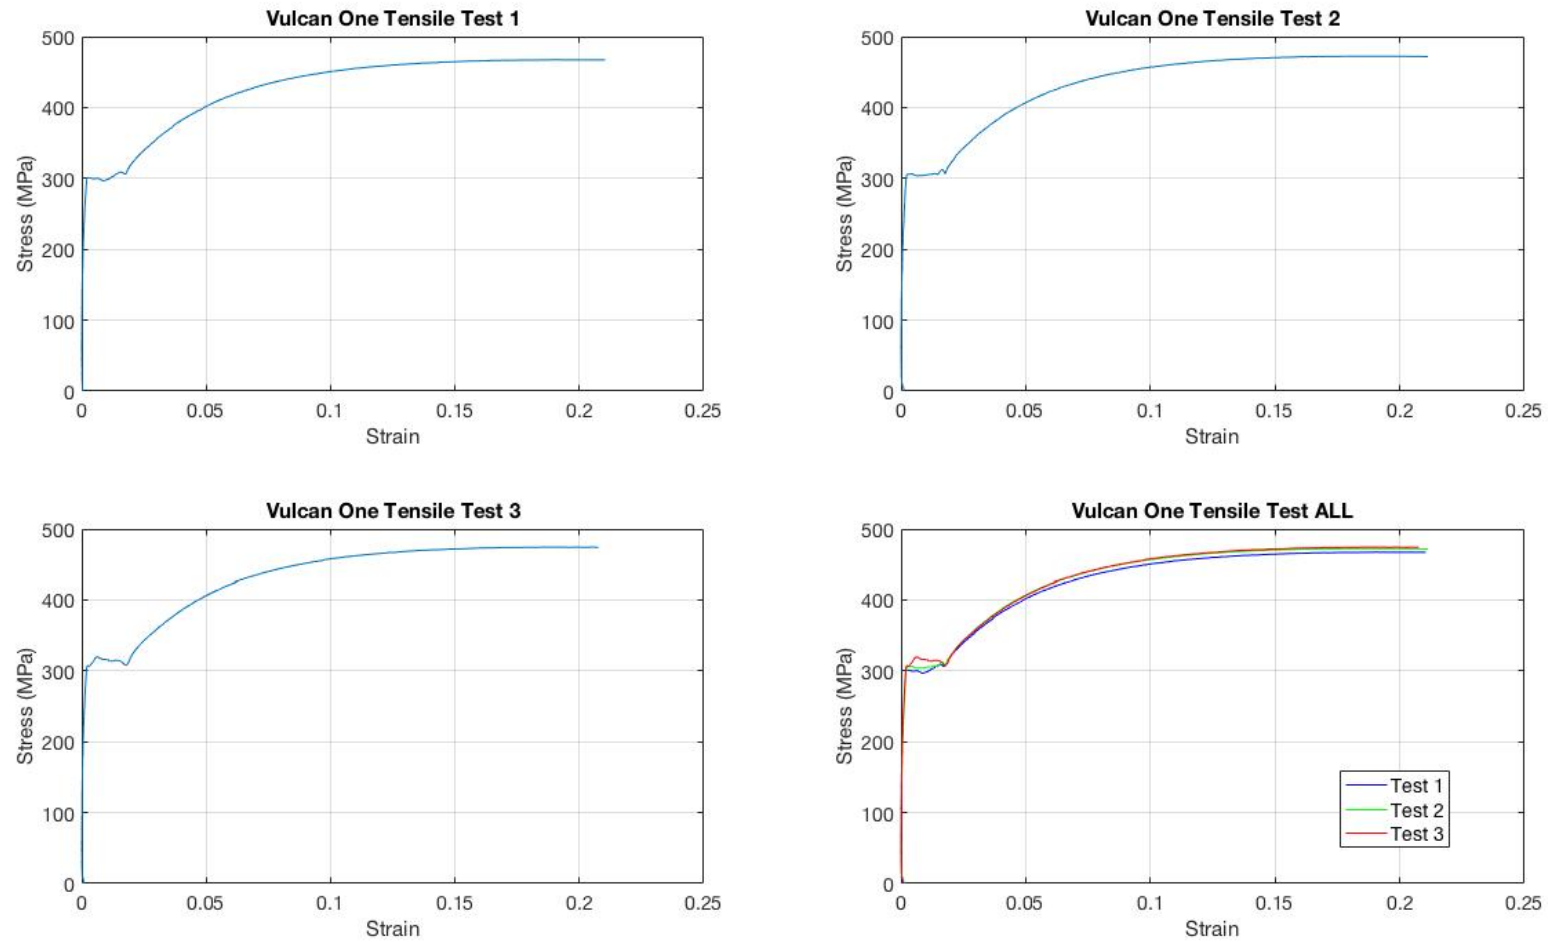 Vulcan One Tensile Test 1
500
400
300
200
100
0
Stress (MPa)
0 0.05 0.1 0.15 0.2 0.25
Strain
Vulcan One Tensile Test 2
500
400
300
200
100
0
Stress (MPa)
0 0.05 0.1 0.15 0.2 0.25
Strain
Vulcan One Tensile Test 3
500
400
300
200
100
0
Stress (MPa)
0 0.05 0.1 0.15 0.2 0.25
Strain
Vulcan One Tensile Test ALL
500
400
300
200
100
0
Stress (MPa)
Test 1
Test 2
Test 3
0 0.05 0.1 0.15 0.2 0.25
Strain